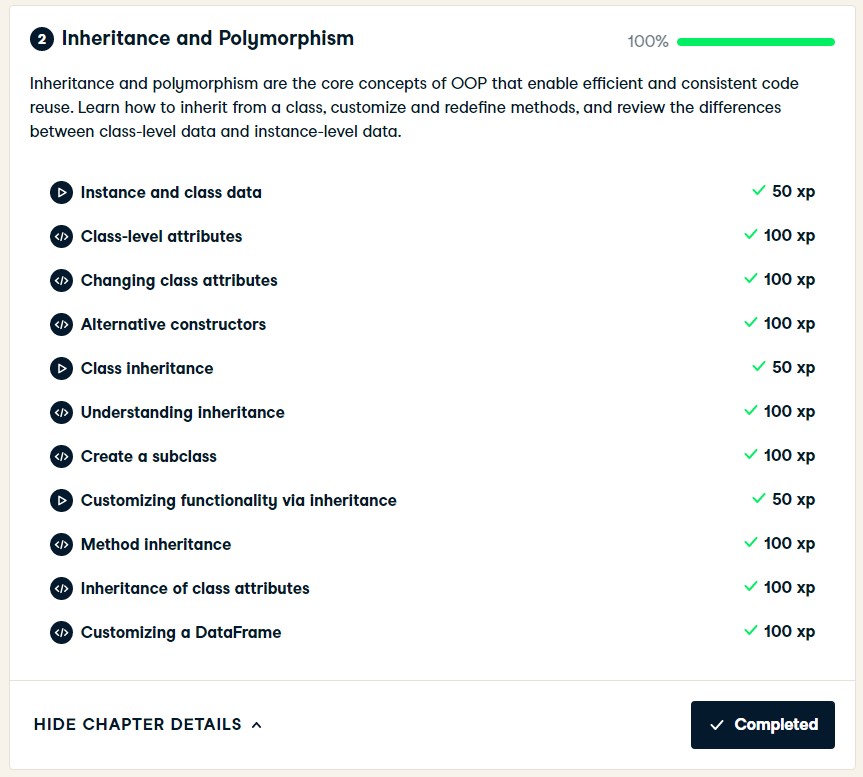 2 Inheritance and Polymorphism 100%
Inheritance and polymorphism are the core concepts of OOP that enable efficient and consistent code
reuse. Learn how to inherit from a class, customize and redefine methods, and review the differences
between class-level data and instance-level data.
Instance and class data 50 xp
Class-level attributes 100 xp
Changing class attributes 100 xp
Alternative constructors 100 xp
Class inheritance 50 xp
Understanding inheritance 100 xp
Create a subclass 100 xp
Customizing functionality via inheritance 50 xp
Method inheritance 100 xp
Inheritance of class attributes 100 xp
Customizing a DataFrame 100 xp
HIDE CHAPTER DETAILS Completed